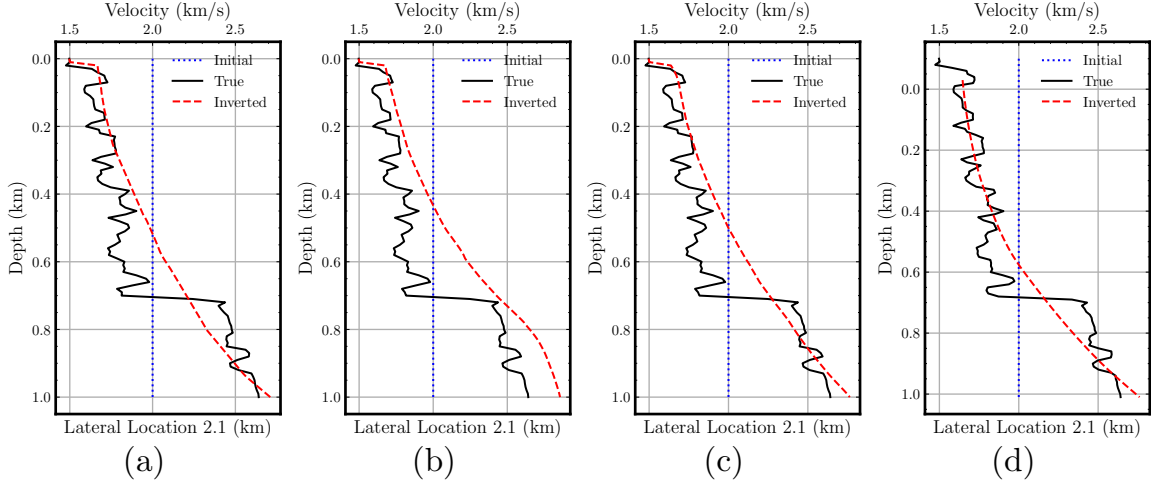 Velocity (km/s)
1.5 2.0 2.5
Depth (km)
0.0
0.2
0.4
0.6
0.8
1.0
Initial
True
Inverted
Lateral Location 2.1 (km)
(a)
Velocity (km/s)
1.5 2.0 2.5
Depth (km)
0.0
0.2
0.4
0.6
0.8
1.0
Initial
True
Inverted
Lateral Location 2.1 (km)
(b)
Velocity (km/s)
1.5 2.0 2.5
Depth (km)
0.0
0.2
0.4
0.6
0.8
1.0
Initial
True
Inverted
Lateral Location 2.1 (km)
(c)
Velocity (km/s)
1.5 2.0 2.5
Depth (km)
0.0
0.2
0.4
0.6
0.8
1.0
Initial
True
Inverted
Lateral Location 2.1 (km)
(d)